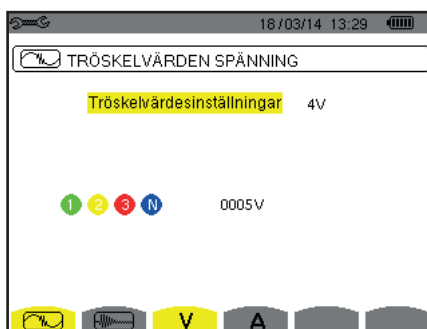 18/03/14 13:29
TRÖSKELVÄRDEN SPÄNNING
Tröskelvärdesinställningar 4V
1 2 3 N 0005V
V A